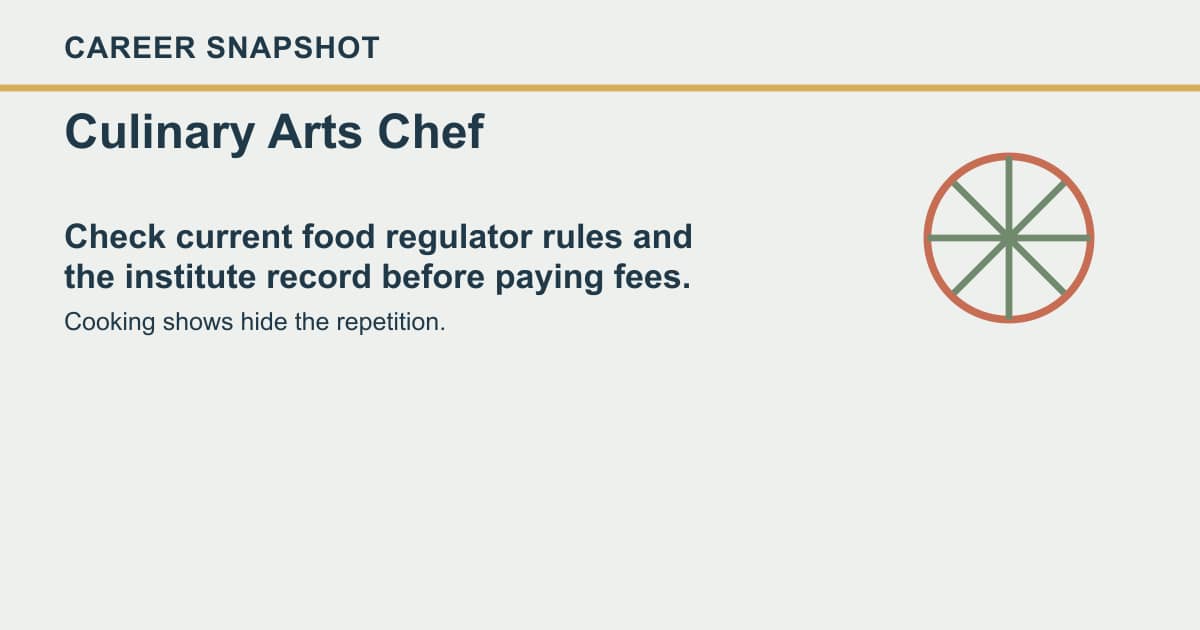 CAREER SNAPSHOT
Culinary Arts Chef
Check current food regulator rules and
the institute record before paying fees.
Cooking shows hide the repetition.